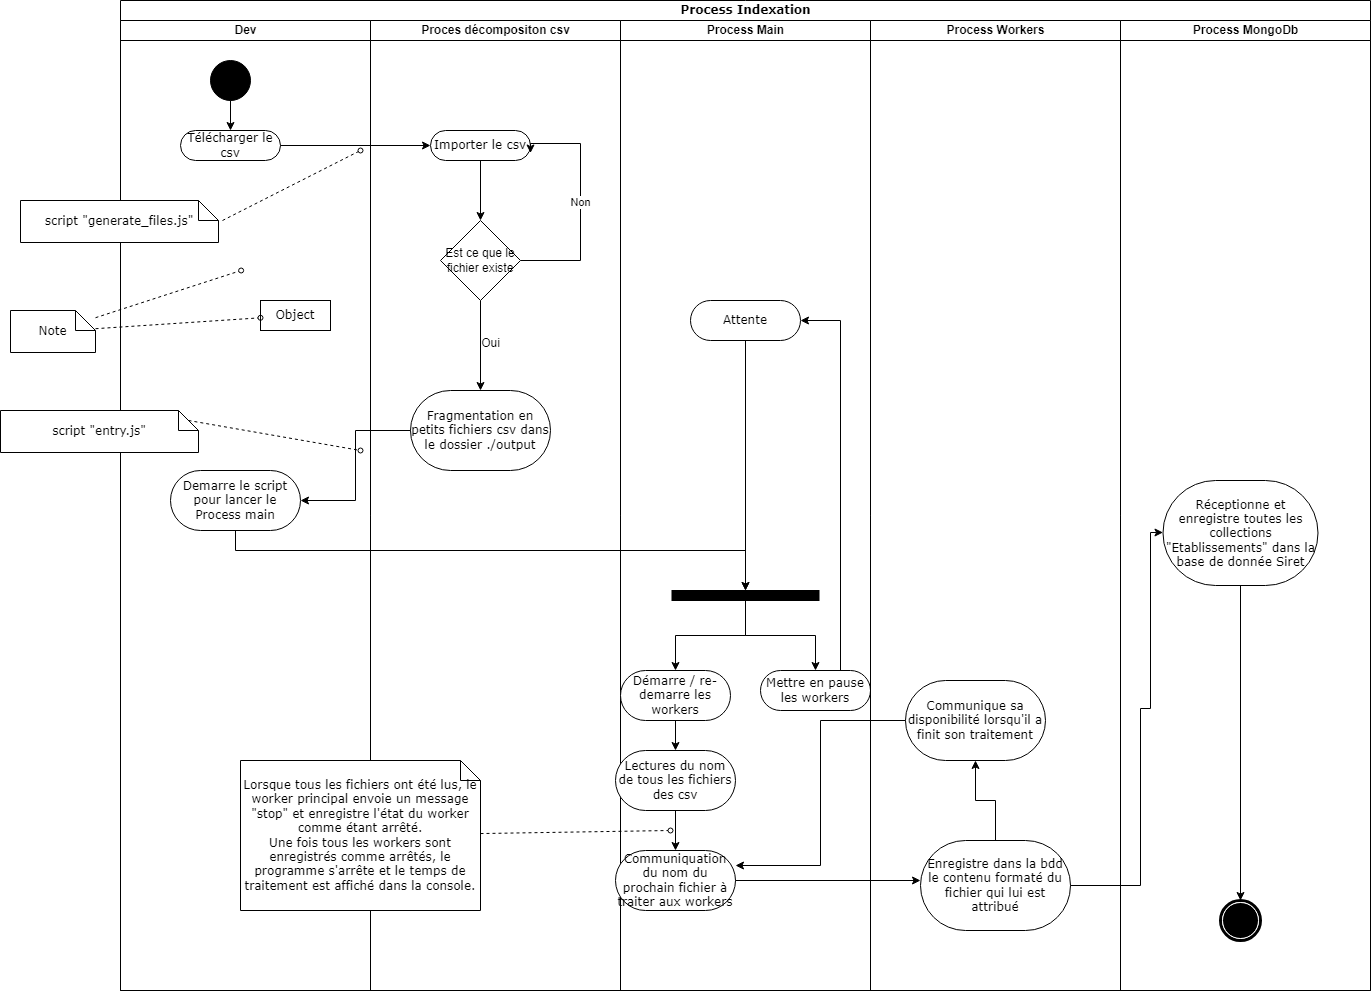 Process Indexation
Dev
Proces décompositon csv
Process Main
Process Workers
Process MongoDb
Télécharger le
csv
Importer le csv
Non
script "generate_files.js"
Est ce que le
fichier existe
Note
Object
Attente
Oui
script "entry.js"
Fragmentation en
petits fichiers csv dans
le dossier ./output
Demarre le script
pour lancer le
Process main
Réceptionne et
enregistre toutes les
collections
"Etablissements" dans la
base de donnée Siret
Démarre / re-
demarre les
workers
Mettre en pause
les workers
Communique sa
disponibilité lorsqu'il a
finit son traitement
Lectures du nom
de tous les fichiers
des csv
Lorsque tous les fichiers ont été lus, le
worker principal envoie un message
"stop" et enregistre l'état du worker
comme étant arrêté.
Une fois tous les workers sont
enregistrés comme arrêtés, le
programme s'arrête et le temps de
traitement est affiché dans la console.
Communiquation
du nom du
prochain fichier à
traiter aux workers
Enregistre dans la bdd
le contenu formaté du
fichier qui lui est
attribué